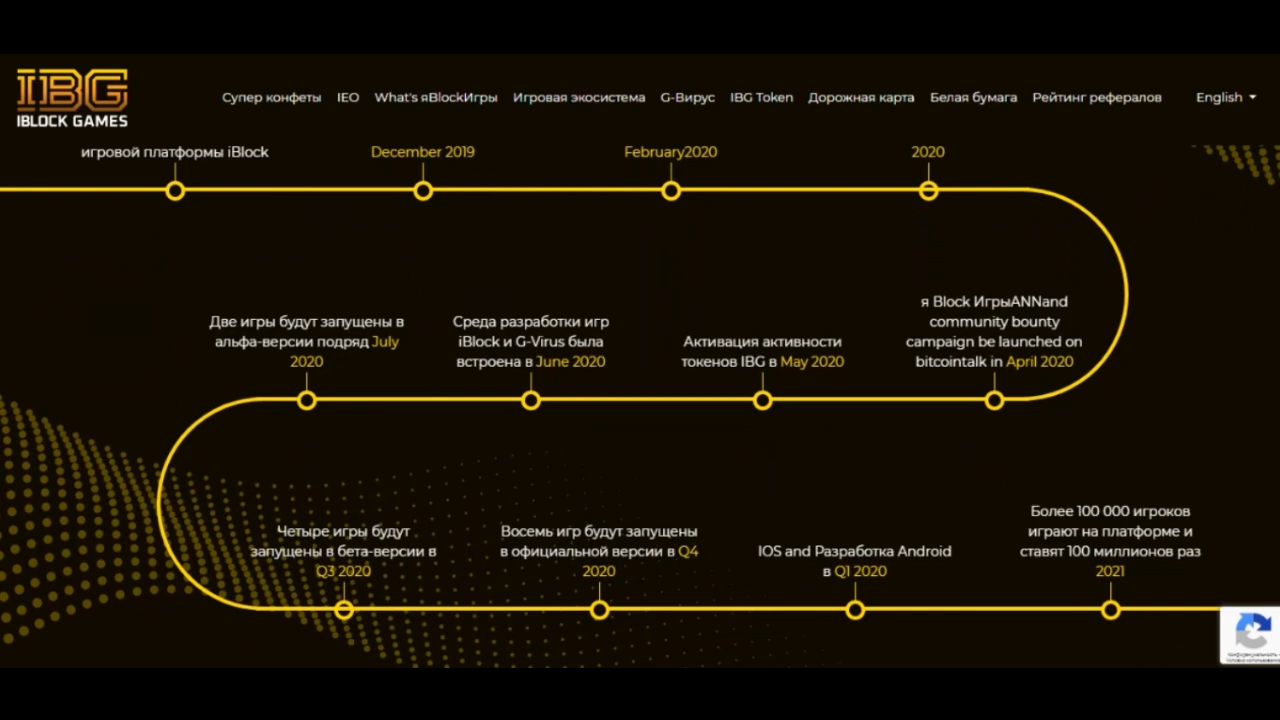 IBG
IBLOCK GAMES
Супер конфеты IEO What's яBlockИгры Игровая экосистема G-Вирус IBG Token Дорожная карта Белая бумага Рейтинг рефералов English
игровой платформы iBlock
December 2019
February2020
2020
Две игры будут запущены в
альфа-версии подряд July
2020
Среда разработки игр
iBlock и G-Virus была
встроена в June 2020
Активация активности
токенов IBG в May 2020
я Block ИгрыANNand
community bounty
campaign be launched on
bitcointalk in April 2020
Четыре игры будут
запущены в бета-версии в
Q3 2020
Восемь игр будут запущены
в официальной версии в Q4
2020
IOS and Разработка Android
в Q1 2020
Более 100 000 игроков
играют на платформе и
ставят 100 миллионов раз
2021